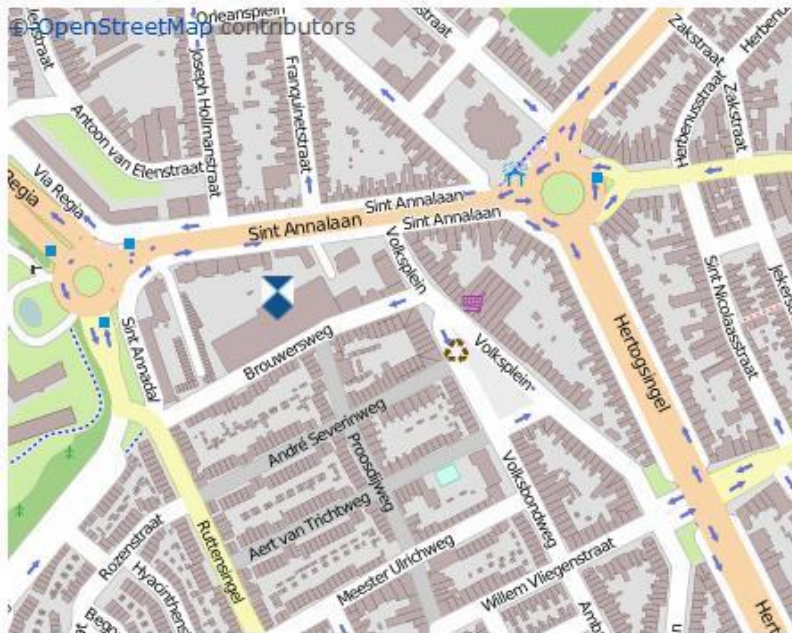 © OpenStreetMap contributors
Orleansplein
Zakstraat
Joseph Hollmanstraat
Franquinetstraat
Herbenusstraat
Zakstraat
Antoon van Elenstraat
Via Regia
Regia
Sint Annalaan
Sint Annalaan
Sint Annalaan
Volksplein
Sint Nicolaasstraat
Sint Annadal
Brouwersweg
Volksplein
Hertogsingel
André Severinweg
Proosdijweg
Aert van Trichtweg
Volksbondweg
Ruttensingel
Rozenstraat
Meester Ulrichweg
Willem Vliegenstraat